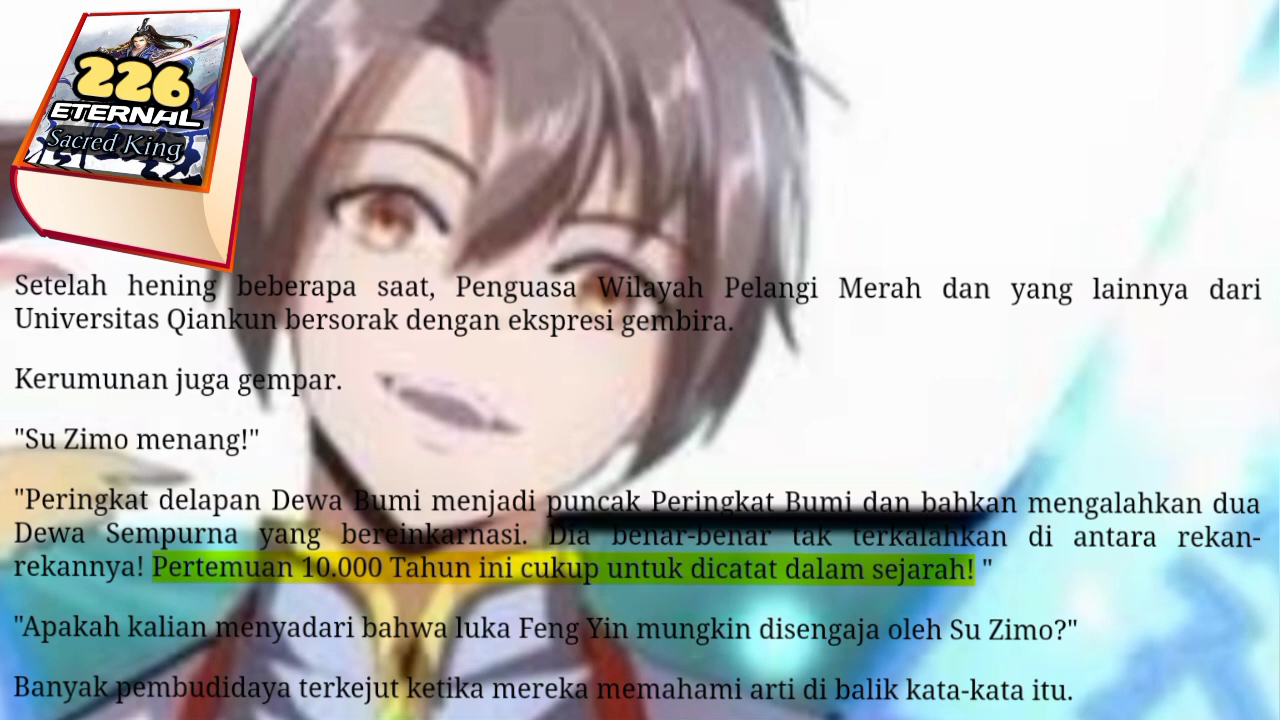 226
ETERNAL
Sacred King
Setelah hening beberapa saat, Penguasa Wilayah Pelangi Merah dan yang lainnya dari
Universitas Qiankun bersorak dengan ekspresi gembira.
Kerumunan juga gempar.
"Su Zimo menang!"
"Peringkat delapan Dewa Bumi menjadi puncak Peringkat Bumi dan bahkan mengalahkan dua
Dewa Sempurna yang bereinkarnasi. Dia benar-benar tak terkalahkan di antara rekan-
rekannya! Pertemuan 10.000 Tahun ini cukup untuk dicatat dalam sejarah! "
"Apakah kalian menyadari bahwa luka Feng Yin mungkin disengaja oleh Su Zimo?"
Banyak pembudidaya terkejut ketika mereka memahami arti di balik kata-kata itu.